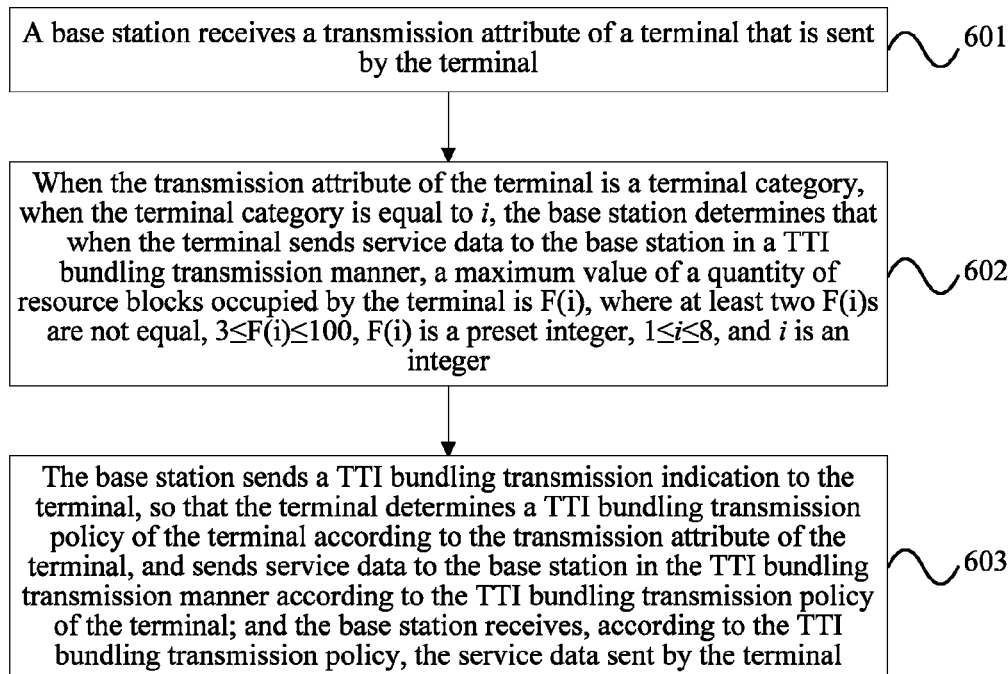 A base station receives a transmission attribute of a terminal that is sent
by the terminal
601
When the transmission attribute of the terminal is a terminal category,
when the terminal category is equal to i, the base station determines that
when the terminal sends service data to the base station in a TTI
bundling transmission manner, a maximum value of a quantity of
resource blocks occupied by the terminal is F(i), where at least two F(i)s
are not equal, 3≤F(i)≤100, F(i) is a preset integer, 1≤i≤8, and i is an
integer
602
The base station sends a TTI bundling transmission indication to the
terminal, so that the terminal determines a TTI bundling transmission
policy of the terminal according to the transmission attribute of the
terminal, and sends service data to the base station in the TTI bundling
transmission manner according to the TTI bundling transmission policy
of the terminal; and the base station receives, according to the TTI
bundling transmission policy, the service data sent by the terminal
603